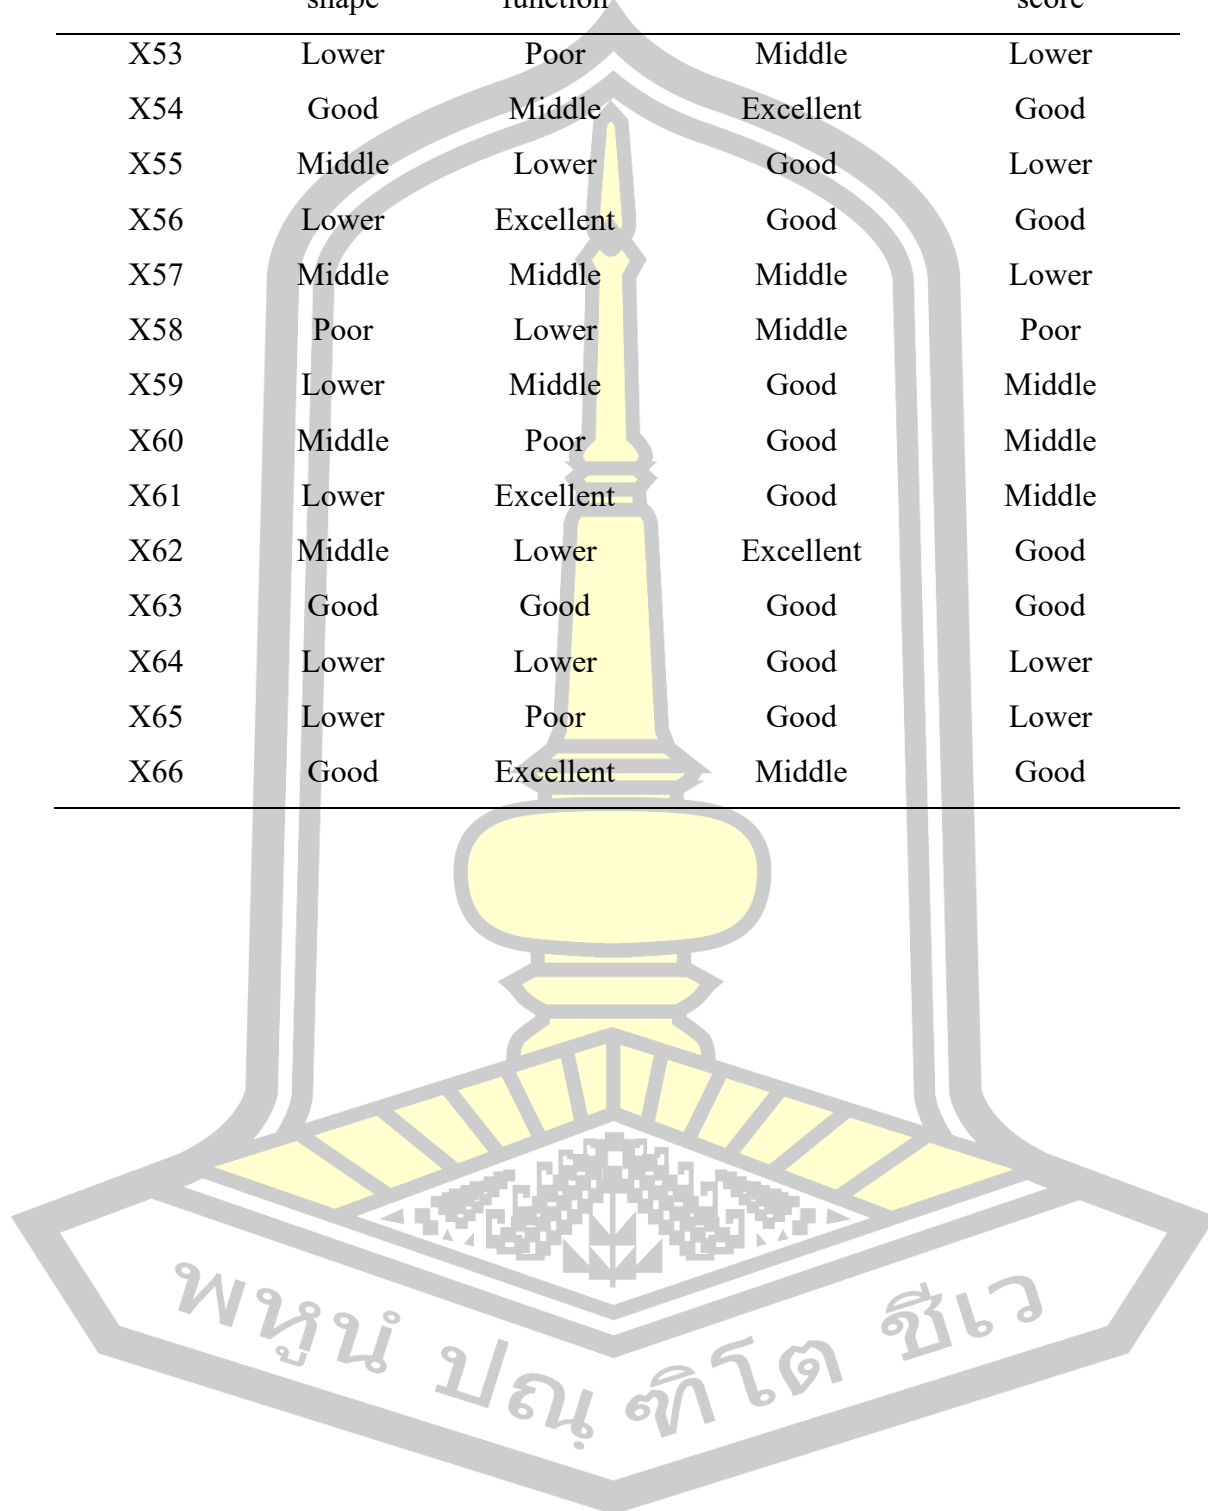 shape function score
X53 Lower Poor Middle Lower
X54 Good Middle Excellent Good
X55 Middle Lower Good Lower
X56 Lower Excellent Good Good
X57 Middle Middle Middle Lower
X58 Poor Lower Middle Poor
X59 Lower Middle Good Middle
X60 Middle Poor Good Middle
X61 Lower Excellent Good Middle
X62 Middle Lower Excellent Good
X63 Good Good Good Good
X64 Lower Lower Good Lower
X65 Lower Poor Good Lower
X66 Good Excellent Middle Good
พหูนํ ปณฺฑิโต ชีเว